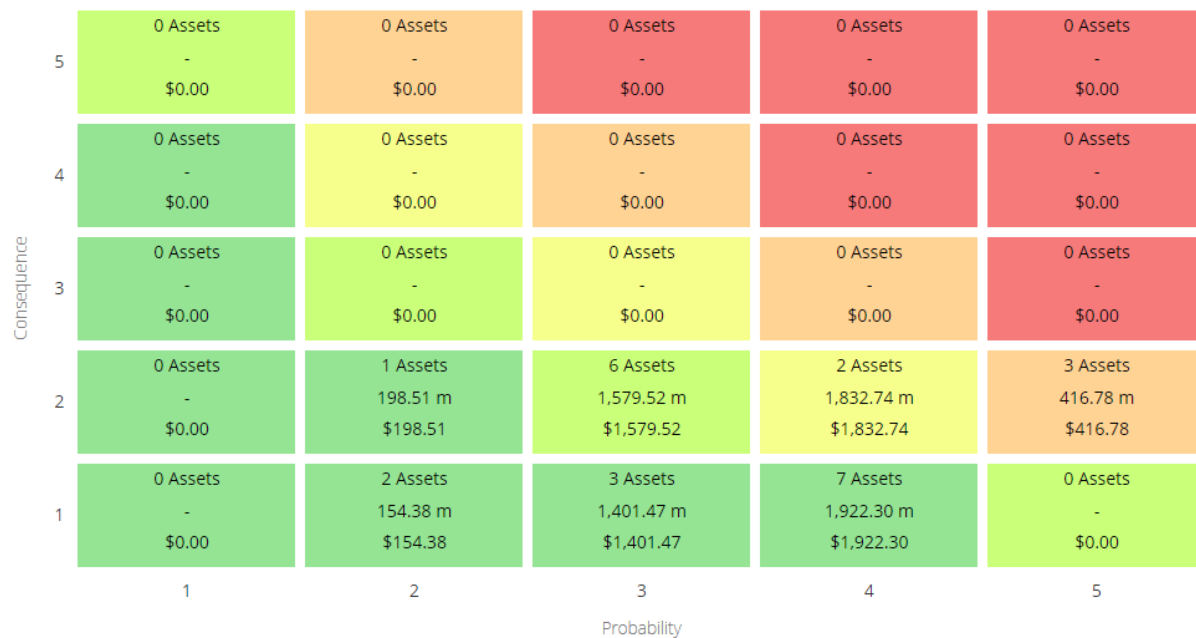 0 Assets 0 Assets 0 Assets 0 Assets 0 Assets
5 - - - - -
$0.00 $0.00 $0.00 $0.00 $0.00
0 Assets 0 Assets 0 Assets 0 Assets 0 Assets
4 - - - - -
$0.00 $0.00 $0.00 $0.00 $0.00
Consequence
0 Assets 0 Assets 0 Assets 0 Assets 0 Assets
3 - - - - -
$0.00 $0.00 $0.00 $0.00 $0.00
0 Assets 1 Assets 6 Assets 2 Assets 3 Assets
2 - 198.51 m 1,579.52 m 1,832.74 m 416.78 m
$0.00 $198.51 $1,579.52 $1,832.74 $416.78
0 Assets 2 Assets 3 Assets 7 Assets 0 Assets
1 - 154.38 m 1,401.47 m 1,922.30 m -
$0.00 $154.38 $1,401.47 $1,922.30 $0.00
1 2 3 4 5
Probability